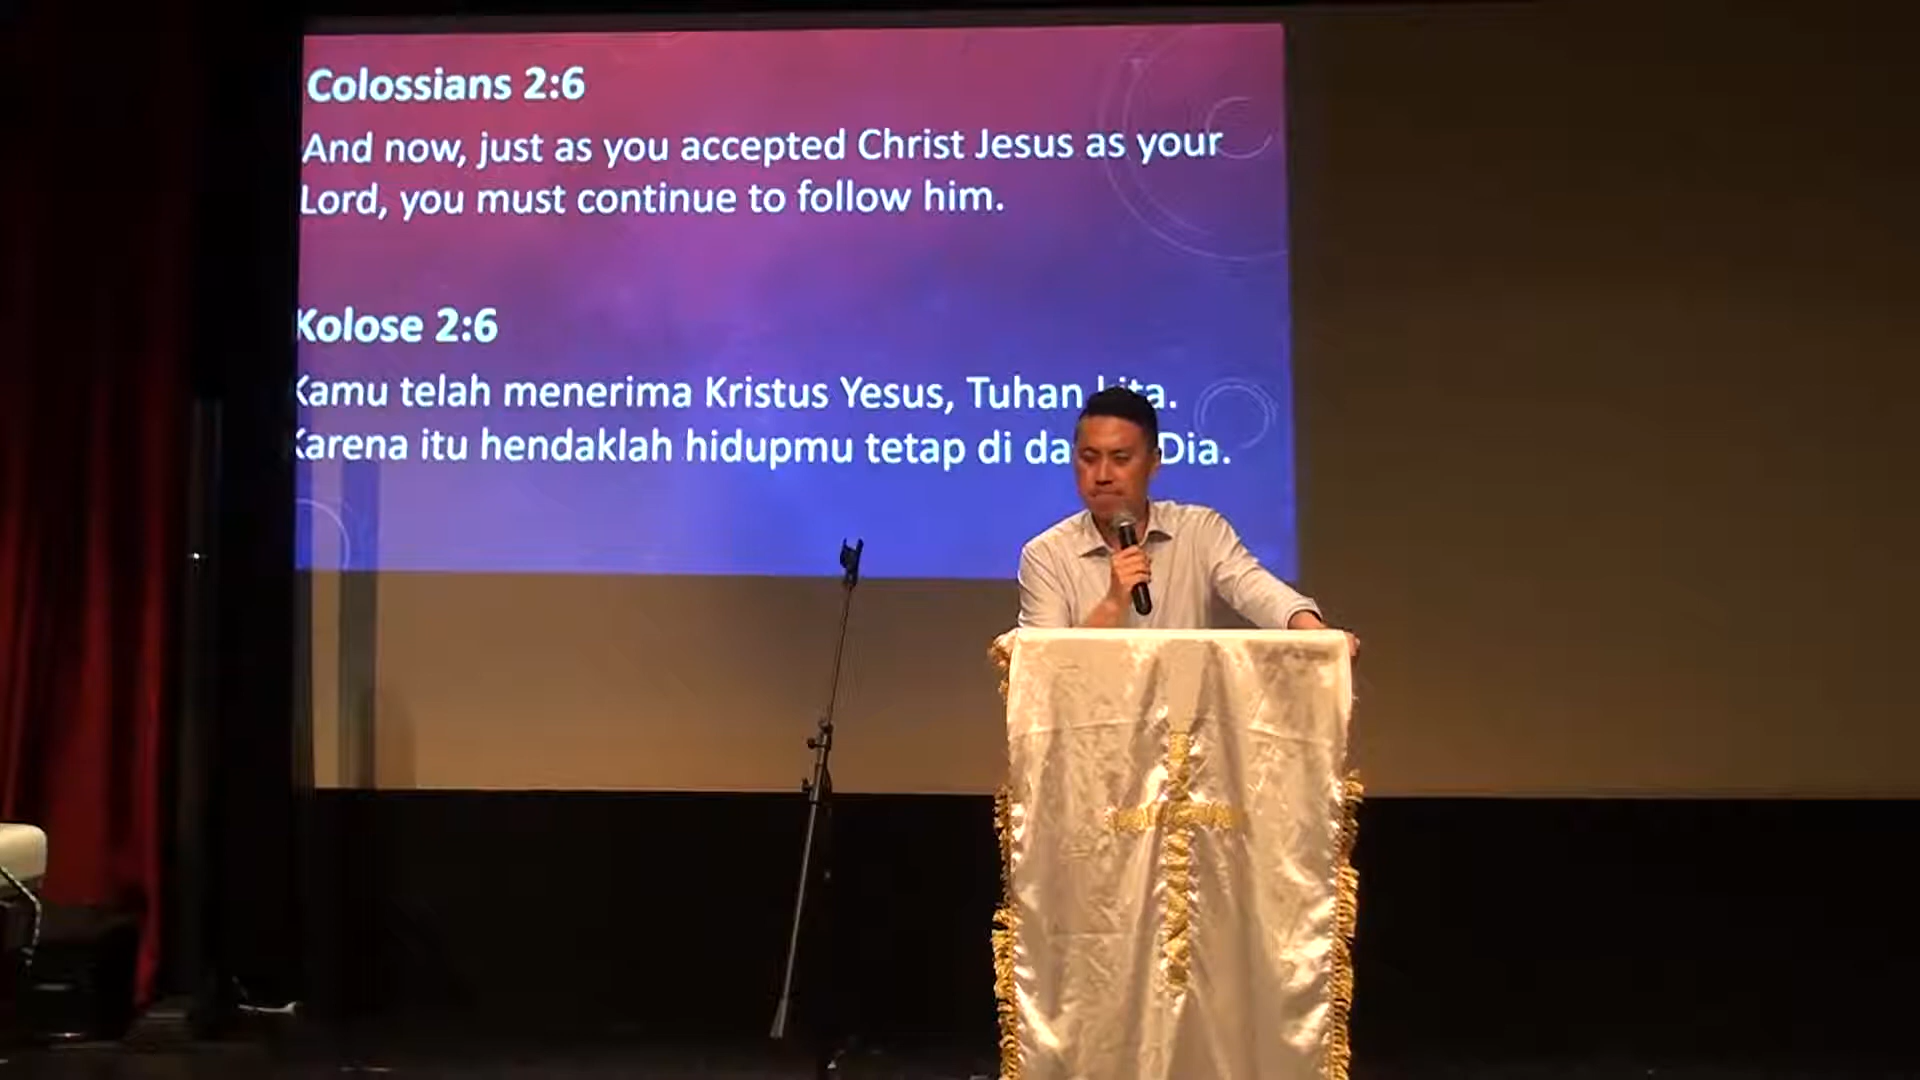 Colossians 2:6
And now, just as you accepted Christ Jesus as your
Lord, you must continue to follow him.
Kolose 2:6
Kamu telah menerima Kristus Yesus, Tuhan kita.
Karena itu hendaklah hidupmu tetap di Dia.